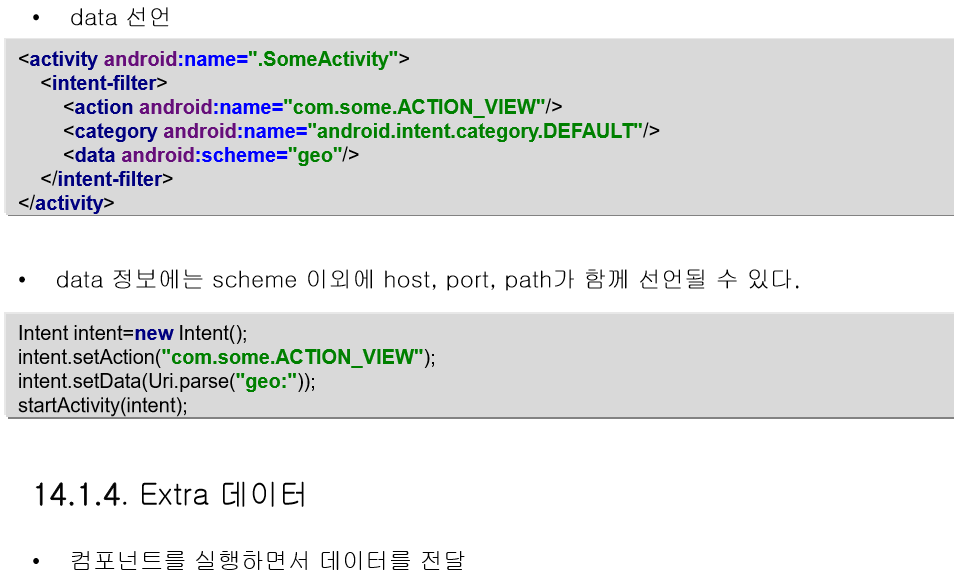 • data 선언
<activity android:name=".SomeActivity">
<intent-filter>
<action android:name="com.some.ACTION_VIEW"/>
<category android:name="android.intent.category.DEFAULT"/>
<data android:scheme="geo"/>
</intent-filter>
</activity>
• data 정보에는 scheme 이외에 host, port, path가 함께 선언될 수 있다.
Intent intent=new Intent();
intent.setAction("com.some.ACTION_VIEW");
intent.setData(Uri.parse("geo:"));
startActivity(intent);
14.1.4. Extra 데이터
• 컴포넌트를 실행하면서 데이터를 전달